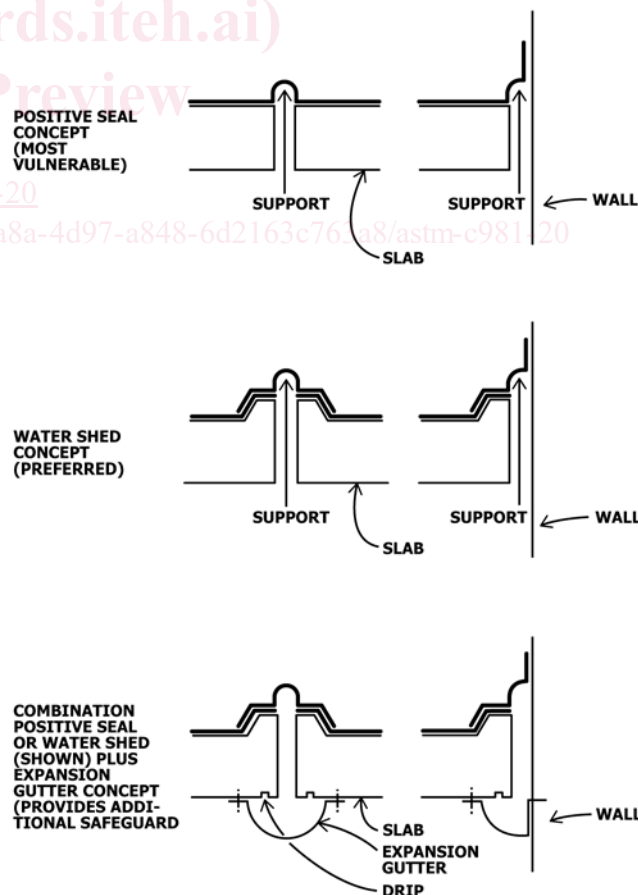 rds.iteh.ai)
Preview
POSITIVE SEAL
CONCEPT
(MOST
VULNERABLE)
-20
SUPPORT
SUPPORT
WALL
a8a-4d97-a848-6d2163c763a8/astm-c981-20
SLAB
WATER SHED
CONCEPT
(PREFERRED)
SUPPORT
SUPPORT
WALL
SLAB
COMBINATION
POSITIVE SEAL
OR WATER SHED
(SHOWN) PLUS
EXPANSION
GUTTER CONCEPT
(PROVIDES ADDI-
TIONAL SAFEGUARD
WALL
SLAB
EXPANSION
GUTTER
DRIP